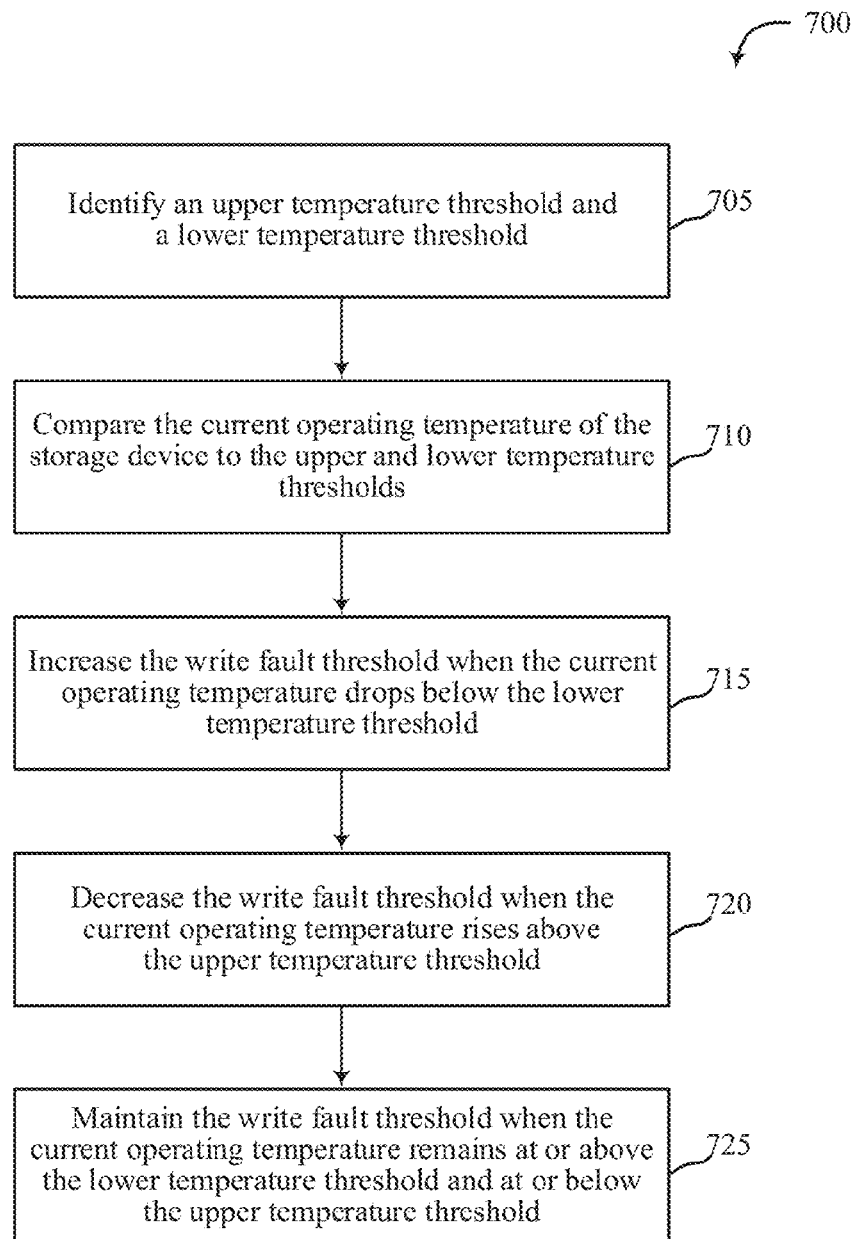 700
Identify an upper temperature threshold and
a lower temperature threshold
705
Compare the current operating temperature of the
storage device to the upper and lower temperature
thresholds
710
Increase the write fault threshold when the current
operating temperature drops below the lower
temperature threshold
715
Decrease the write fault threshold when the
current operating temperature rises above
the upper temperature threshold
720
Maintain the write fault threshold when the
current operating temperature remains at or above
the lower temperature threshold and at or below
the upper temperature threshold
725